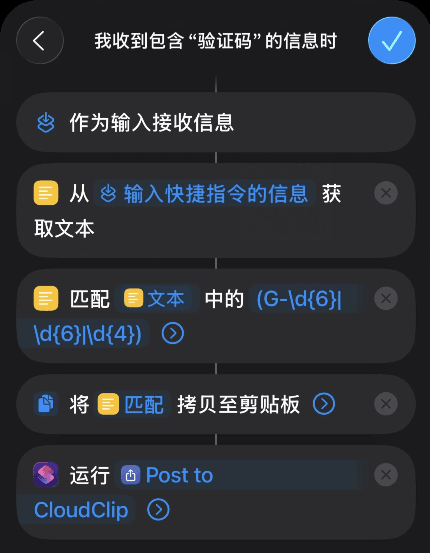 我收到包含“验证码”的信息时
作为输入接收信息
从 输入快捷指令的信息 获
取文本
匹配 文本 中的 (G-\d{6}|
\d{6}|\d{4})
将 匹配 拷贝至剪贴板
运行 Post to
CloudClip